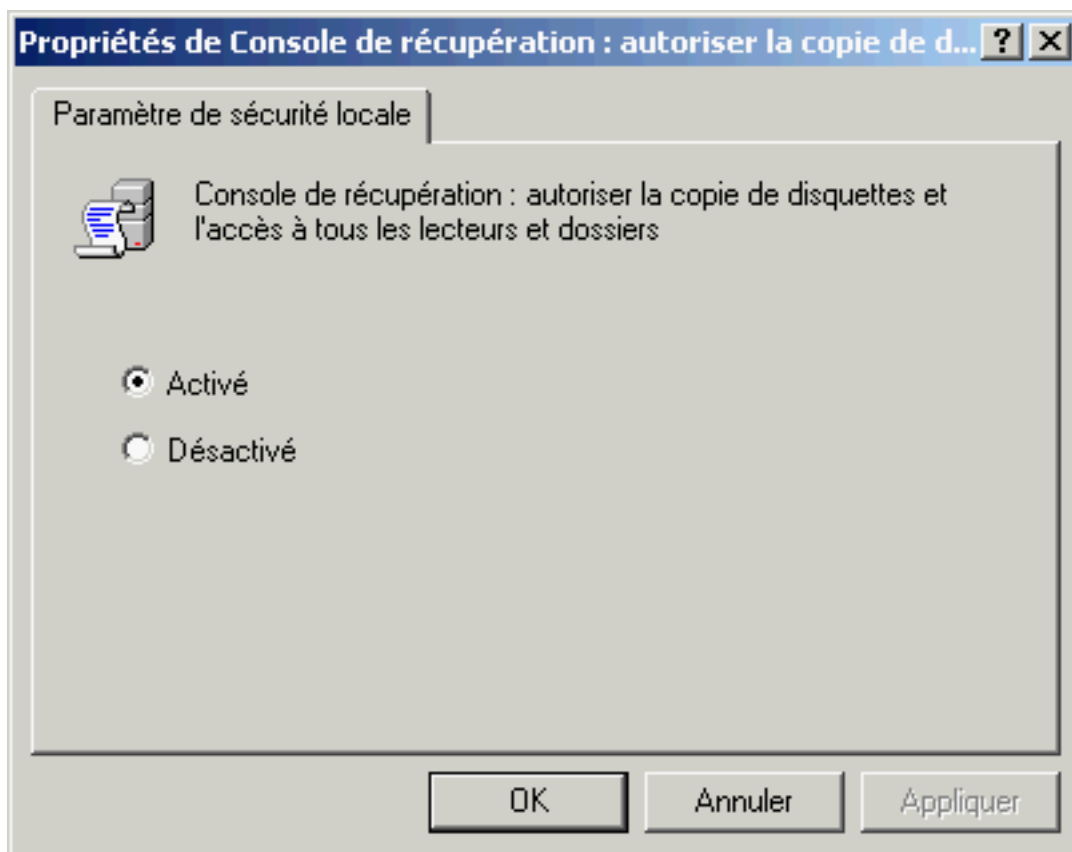 Propriétés de Console de récupération : autoriser la copie de d...
Paramètre de sécurité locale
Console de récupération : autoriser la copie de disquettes et
l'accès à tous les lecteurs et dossiers
Activé
Désactivé
OK
Annuler
Appliquer